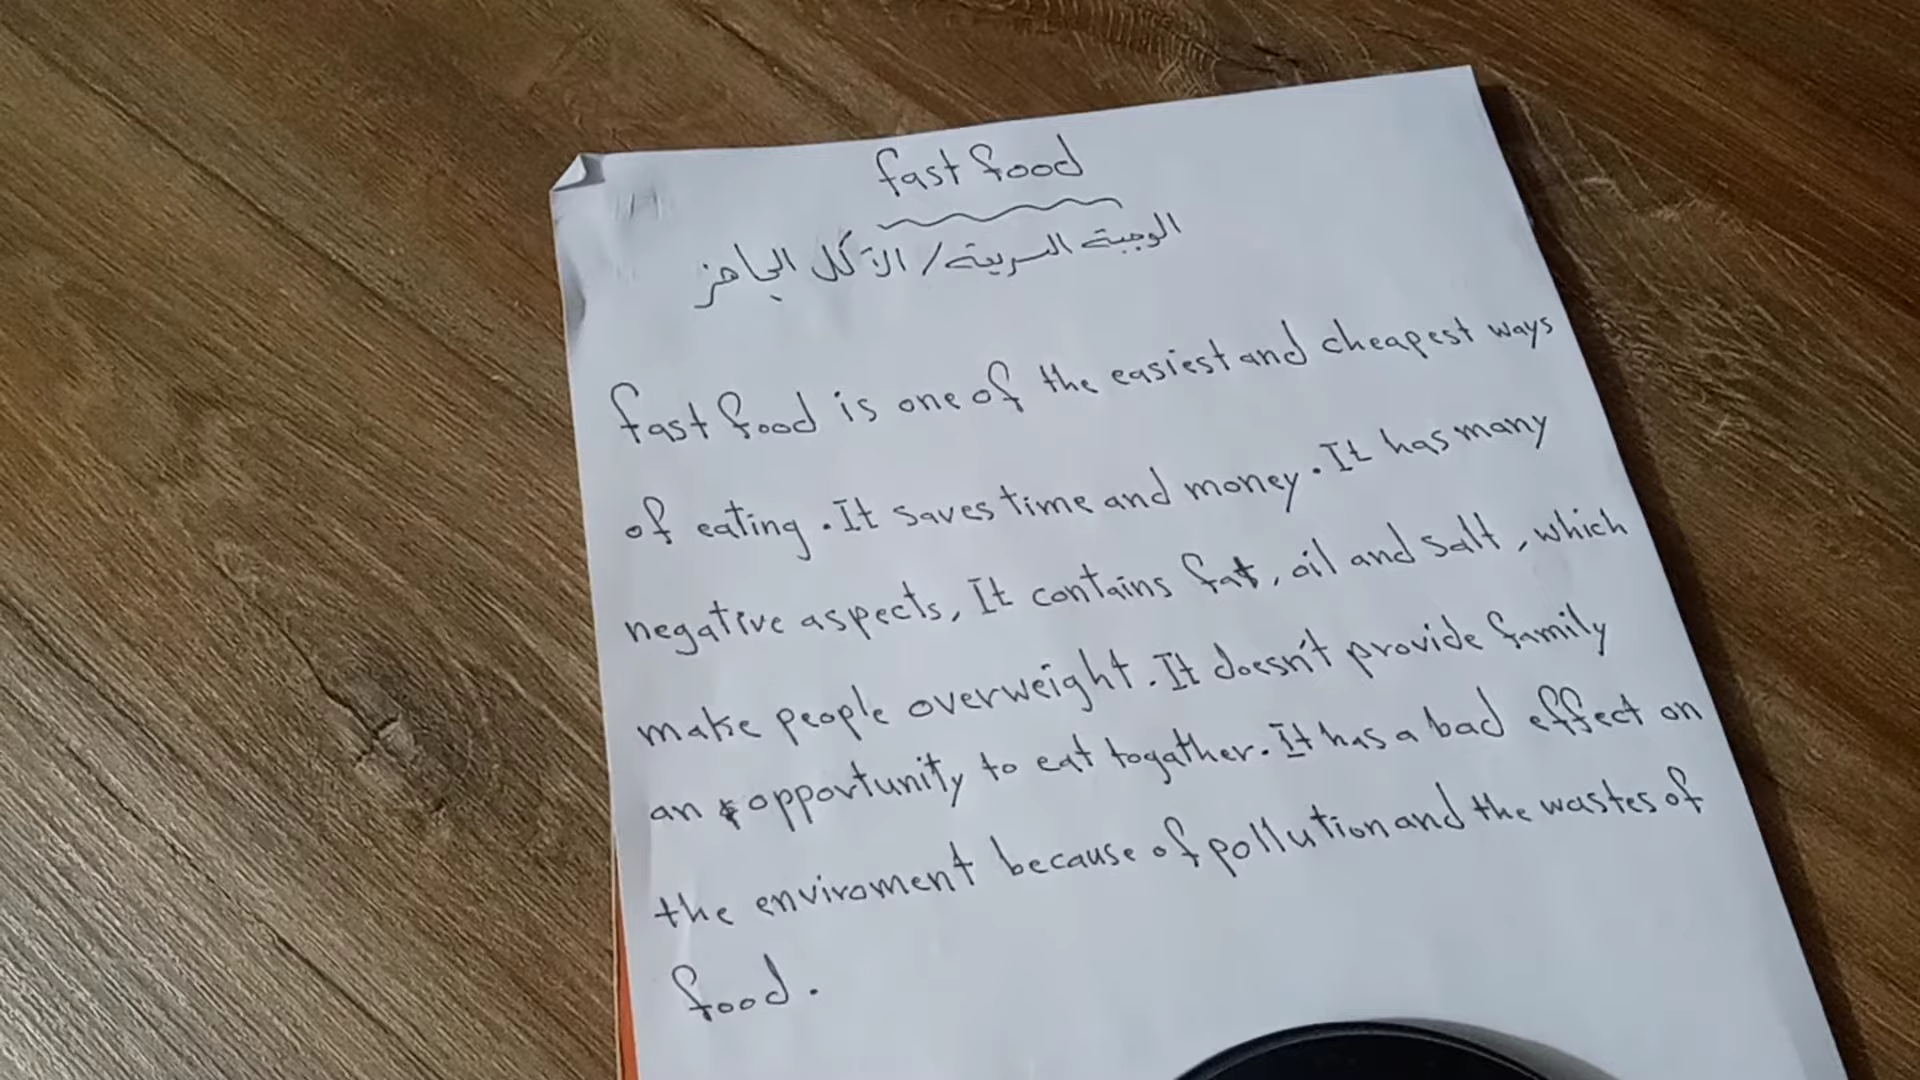 fast food
الوجبة السريعة / الأكل الجاهز
fast food is one of the easiest and cheapest ways
of eating. It saves time and money. It has many
negative aspects, It contains fat, oil and salt, which
make people overweight. It doesn't provide family
an opportunity to eat together. It has a bad effect on
the enviroment because of pollution and the wastes of
food.